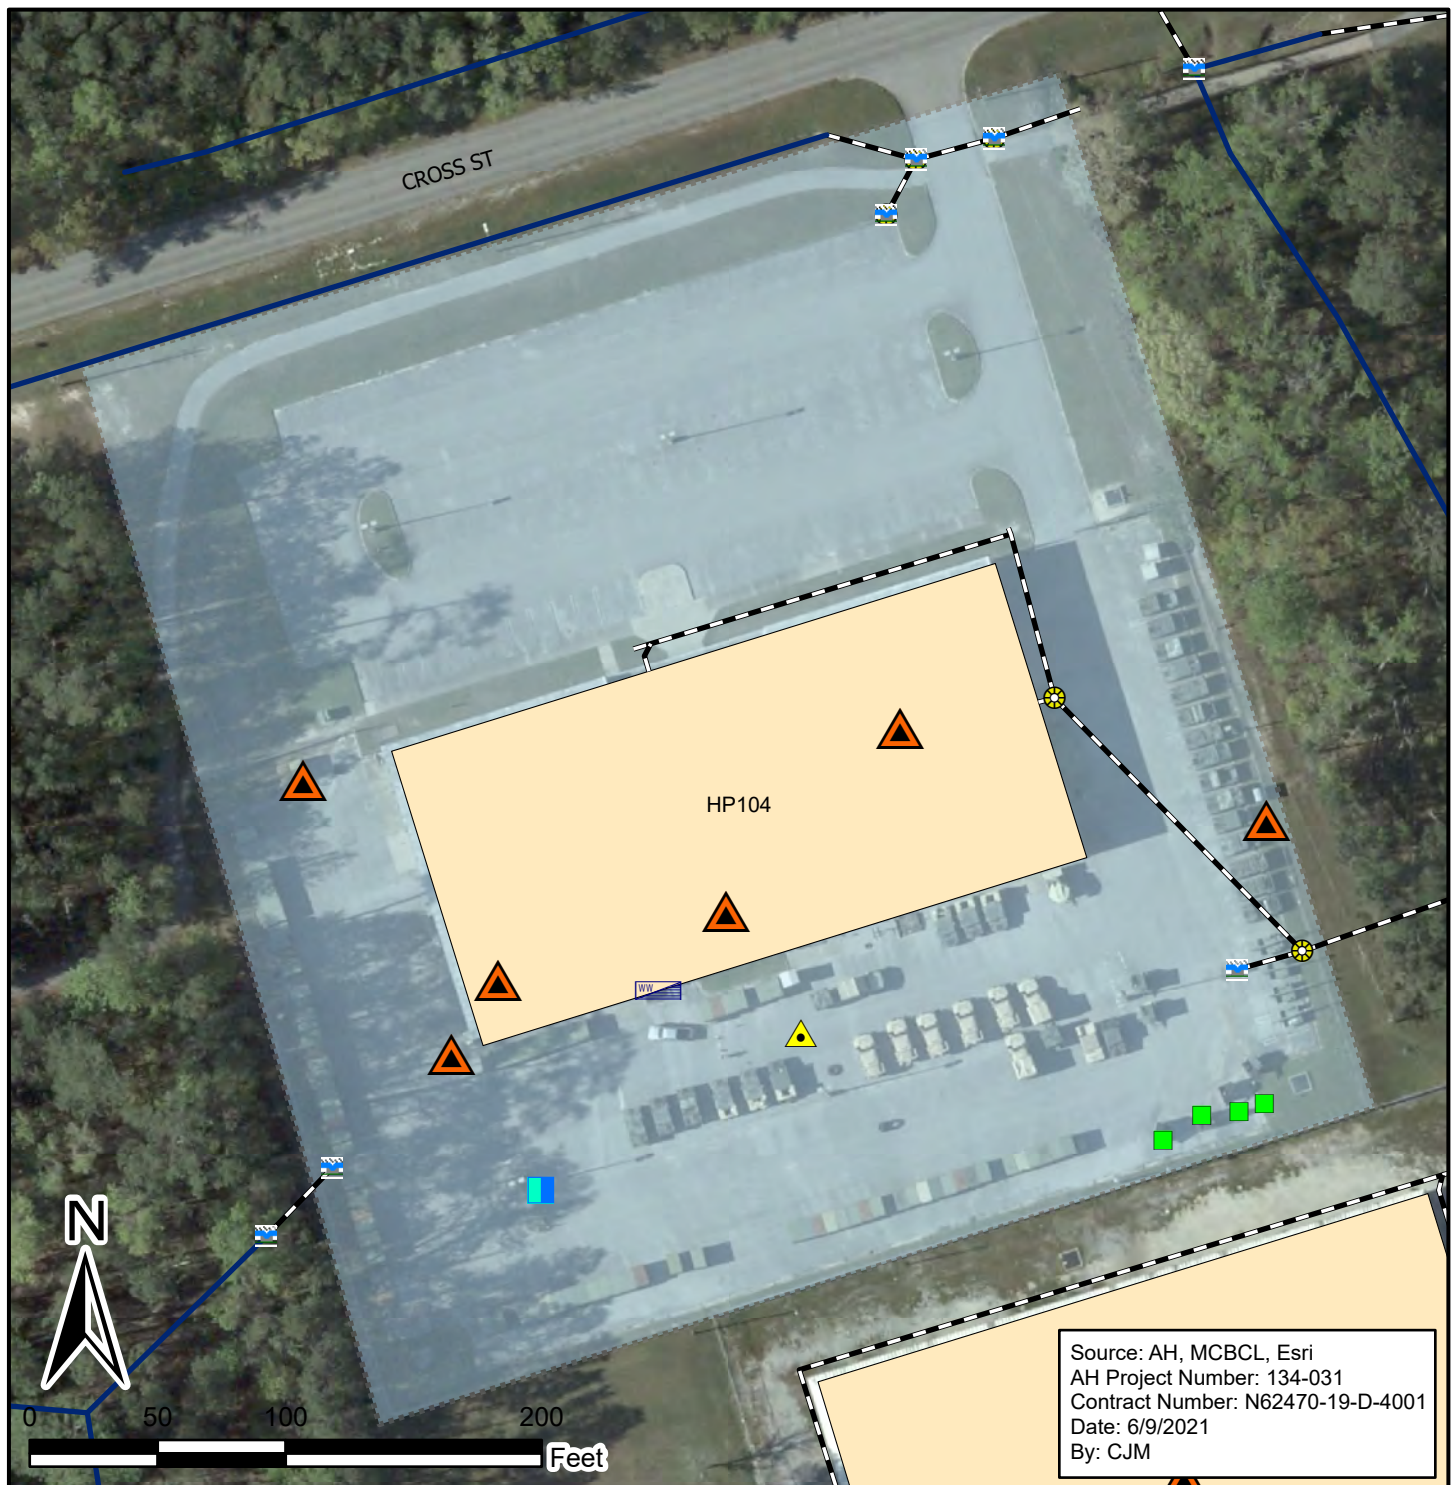 CROSS ST
HP104
WW
N
0 50 100 200
Feet
Source: AH, MCBCL, Esri
AH Project Number: 134-031
Contract Number: N62470-19-D-4001
Date: 6/9/2021
By: CJM